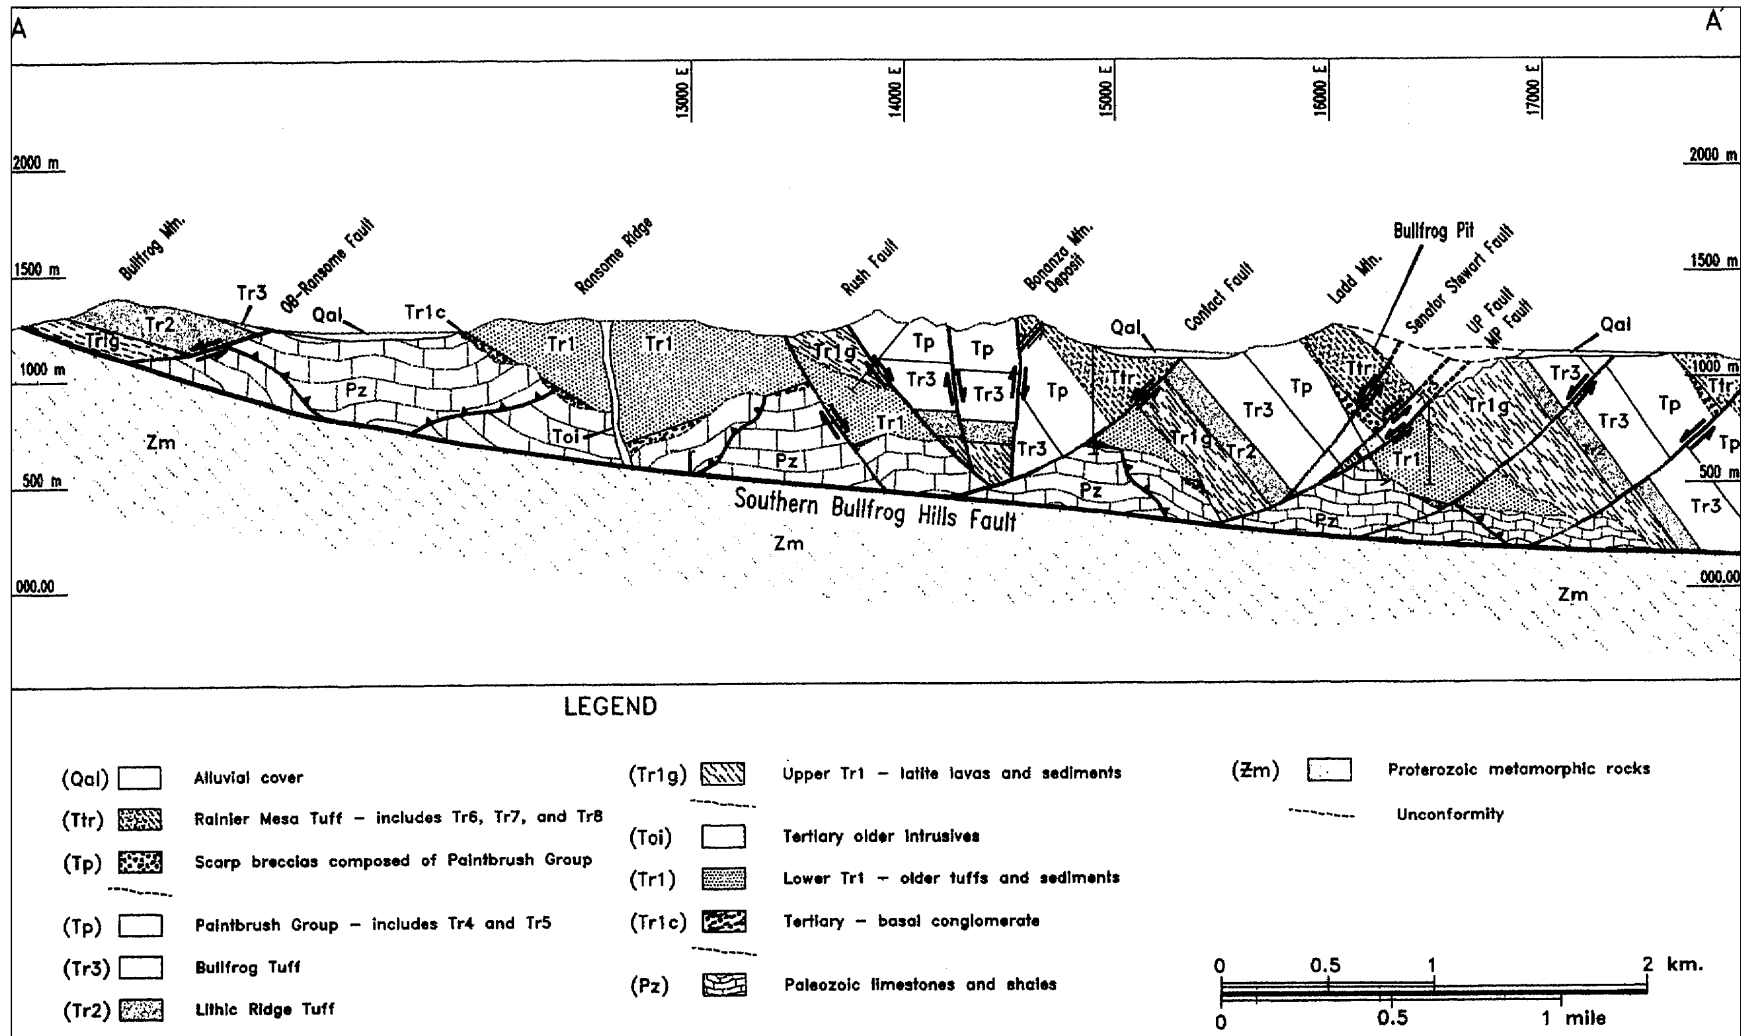 A A'
13000 E
14000 E
15000 E
16000 E
17000 E
2000 m 2000 m
Bullfrog Mtn.
OB-Ransome Fault
Ransome Ridge
Rush Fault
Bonanza Mtn.
Deposit
Contact Fault
Ladd Mtn.
Bullfrog Pit
Senator Stewart Fault
UP Fault
MP Fault
1500 m 1500 m
Tr3
Qal
Tr1c
Qal
Qal
Tr2
Tr1g
Tr1
Tr1
Tr1g
Tp
Tp
Tr3
Tr3
Tp
Ttr
Tr3
Tp
Ttr
T3
Tr1g
Tr3
Tr3
Tp
Ttr
1000 m 1000 m
Pz
Toi
Tr1
Pz
Tr3
Pz
Tr1g
Tr2
Tr1
Pz
Tr2
Tp
Tr3
Zm
500 m 500 m
Southern Bullfrog Hills Fault
Zm
000.00 000.00
Zm
LEGEND
(Qal) Alluvial cover
(Ttr) Rainier Mesa Tuff – includes Tr6, Tr7, and Tr8
(Tp) Scarp breccias composed of Paintbrush Group
(Tp) Paintbrush Group – includes Tr4 and Tr5
(Tr3) Bullfrog Tuff
(Tr2) Lithic Ridge Tuff
(Tr1g) Upper Tr1 – latite lavas and sediments
(Toi) Tertiary older intrusives
(Tr1) Lower Tr1 – older tuffs and sediments
(Tr1c) Tertiary – basal conglomerate
(Pz) Paleozoic limestones and shales
(Zm) Proterozoic metamorphic rocks
Unconformity
0 0.5 1 2 km.
0 0.5 1 mile